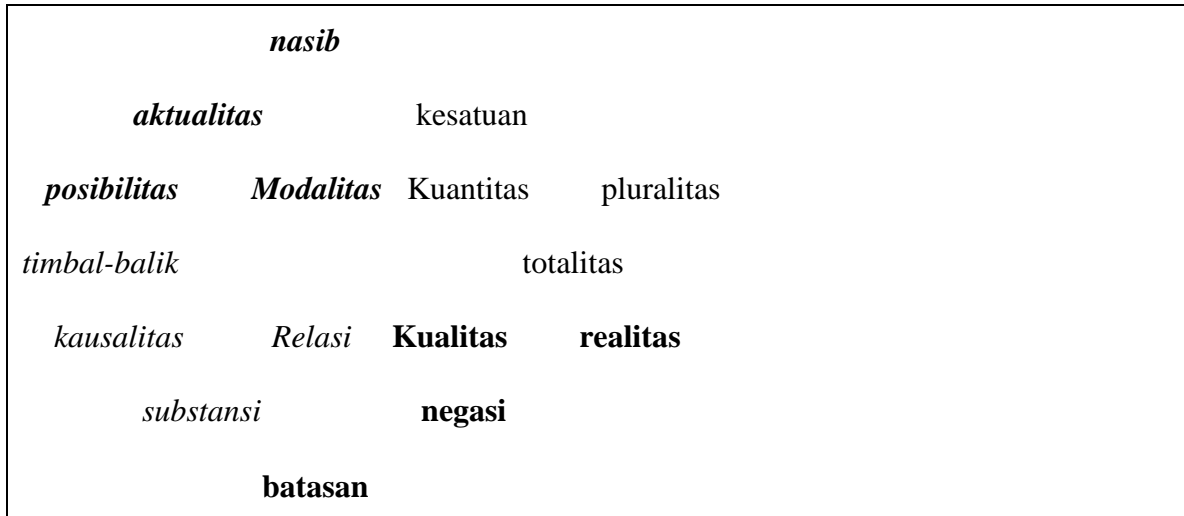 nasib
aktualitas kesatuan
posibilitas Modalitas Kuantitas pluralitas
timbal-balik totalitas
kausalitas Relasi Kualitas realitas
substansi negasi
batasan